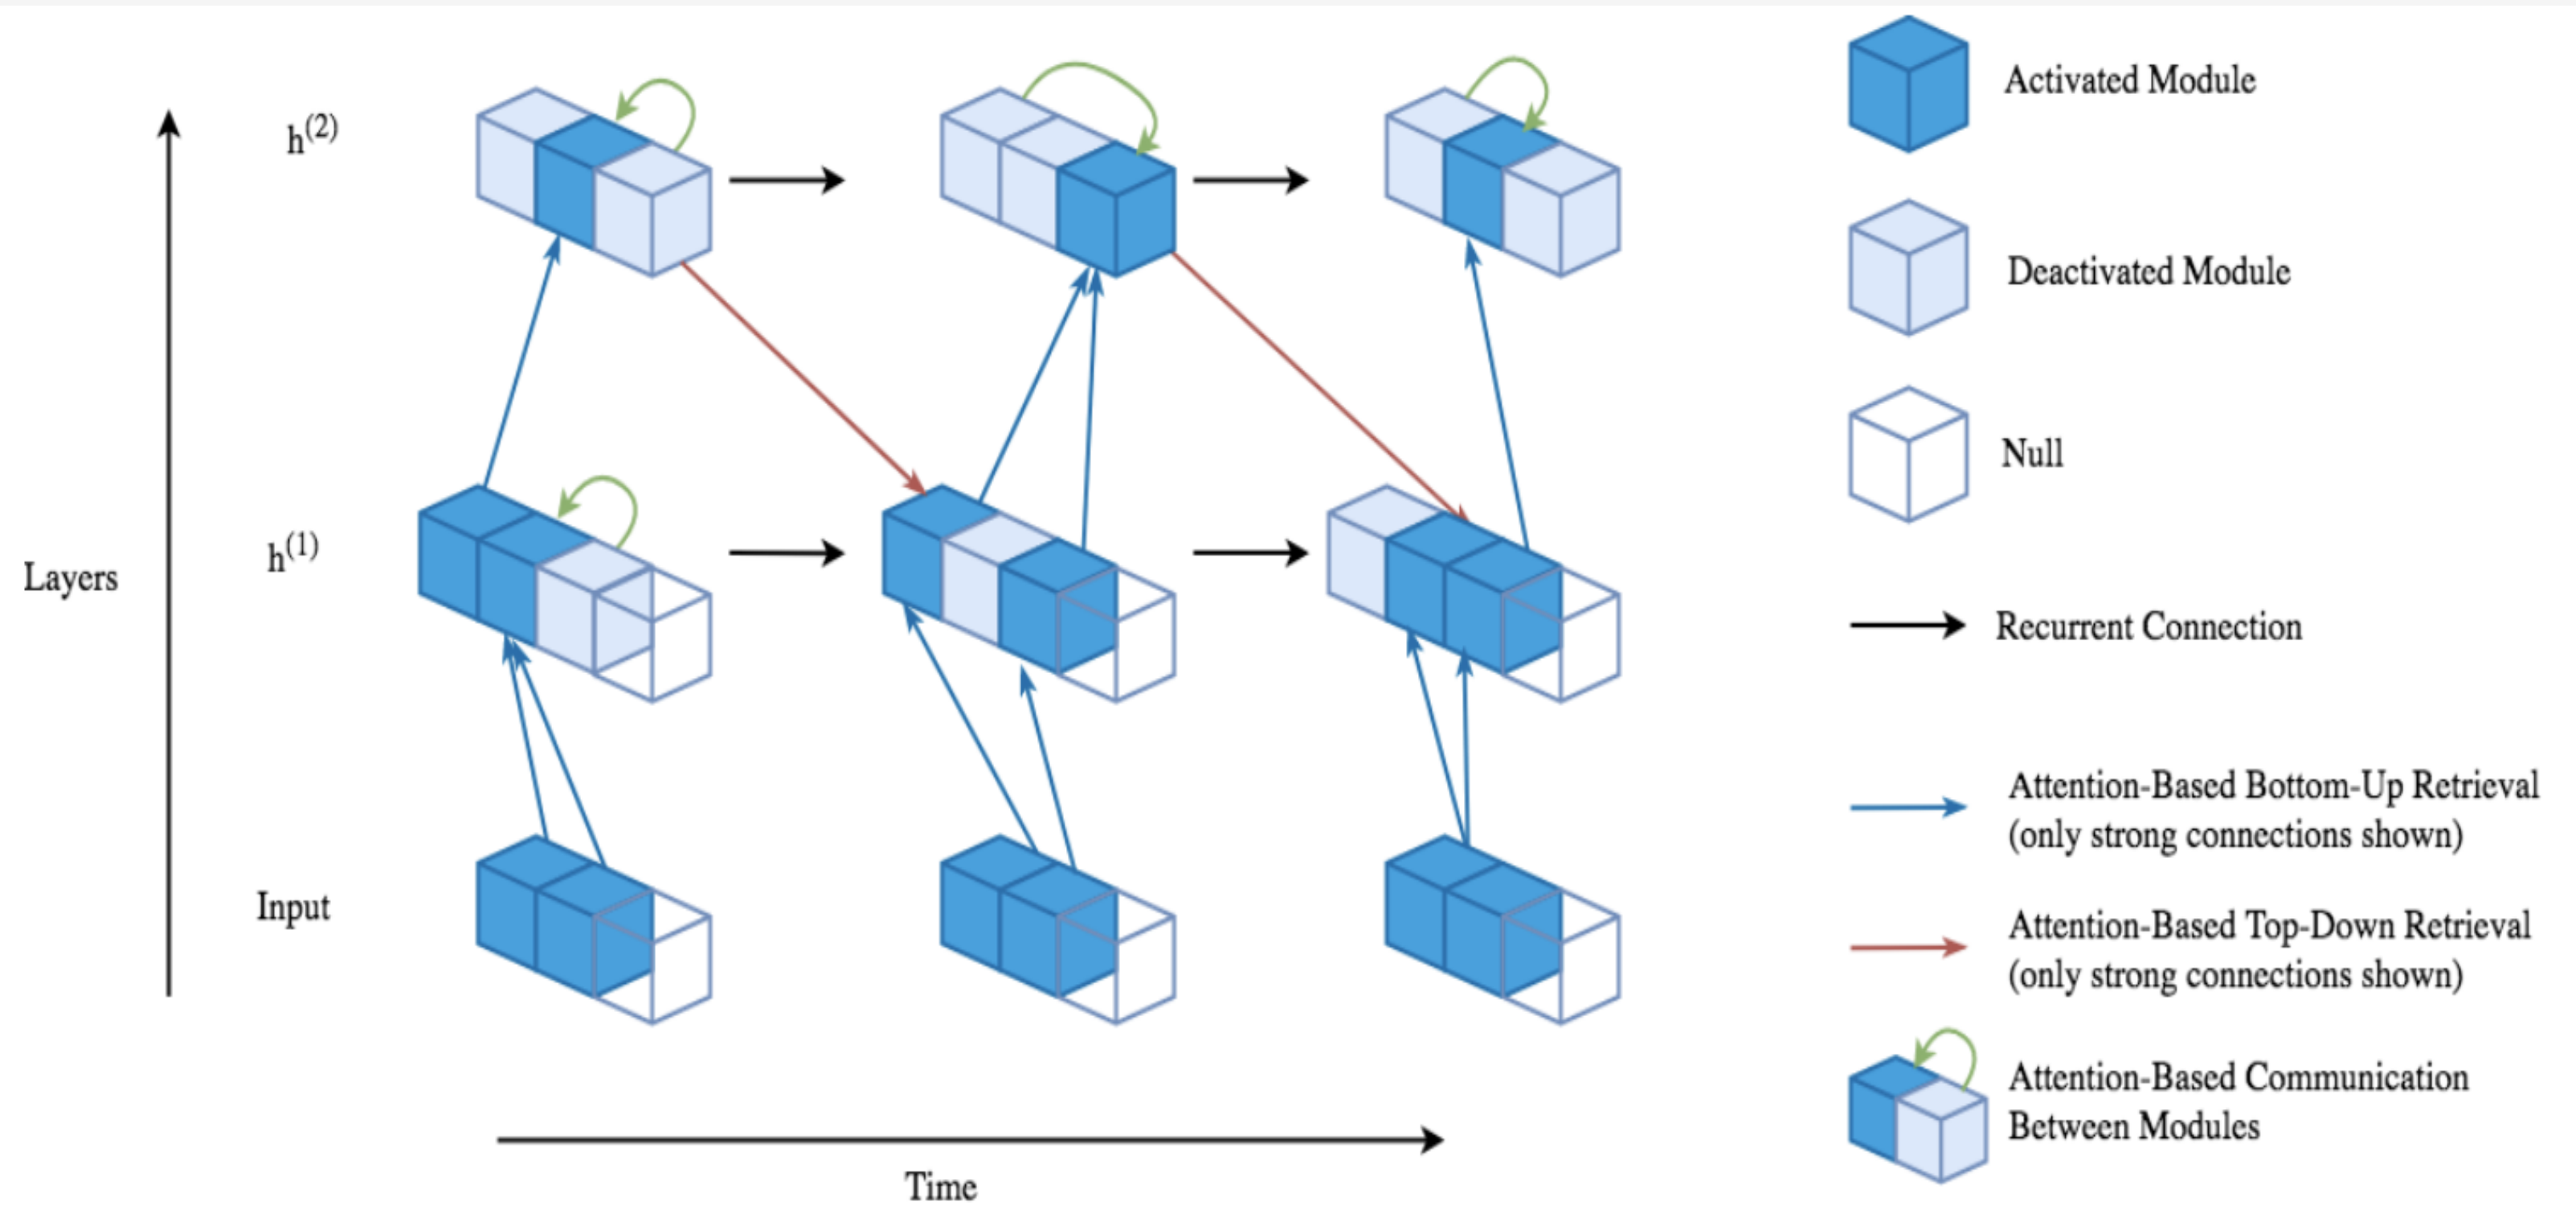 h(2)
h(1)
Layers
Input
Time
Activated Module
Deactivated Module
Null
Recurrent Connection
Attention-Based Bottom-Up Retrieval
(only strong connections shown)
Attention-Based Top-Down Retrieval
(only strong connections shown)
Attention-Based Communication
Between Modules